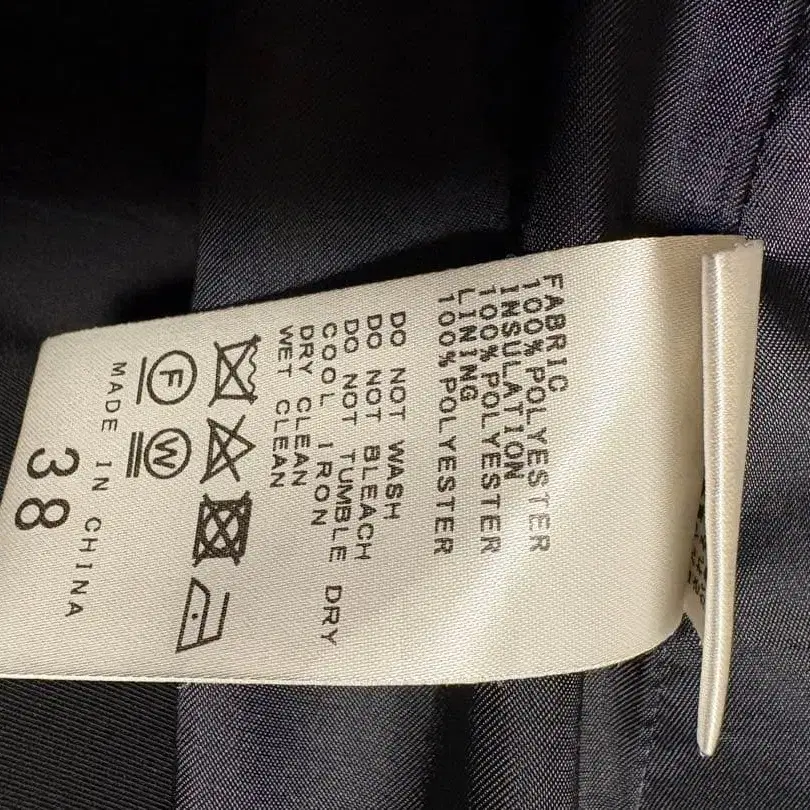 FABRIC
100% POLYESTER
INSULATION
100% POLYESTER
LINING
100% POLYESTER
DO NOT WASH
DO NOT BLEACH
DO NOT TUMBLE DRY
COOL IRON
DRY CLEAN
WET CLEAN
F W
MADE IN CHINA
38